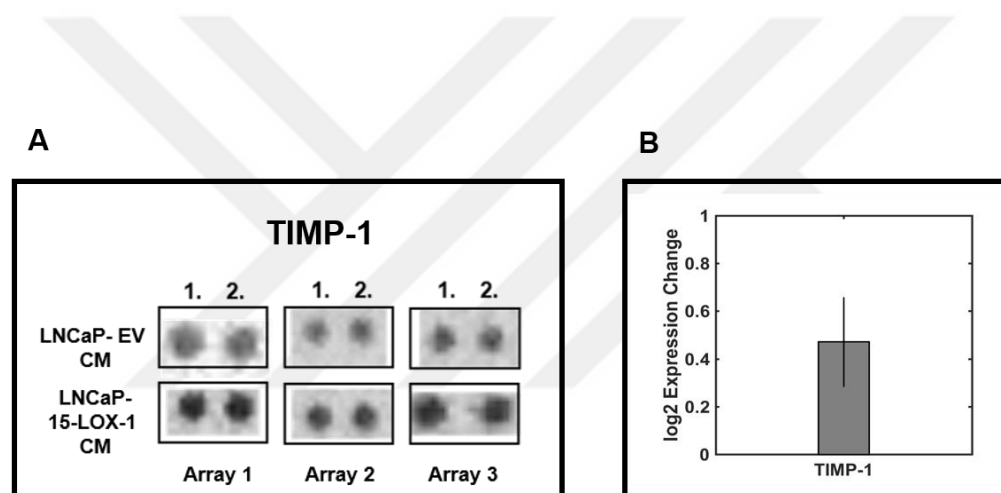 A
B
TIMP-1
1. 2. 1. 2. 1. 2.
LNCaP- EV
CM
LNCaP-
15-LOX-1
CM
Array 1 Array 2 Array 3
log2 Expression Change
1
0.8
0.6
0.4
0.2
0
TIMP-1